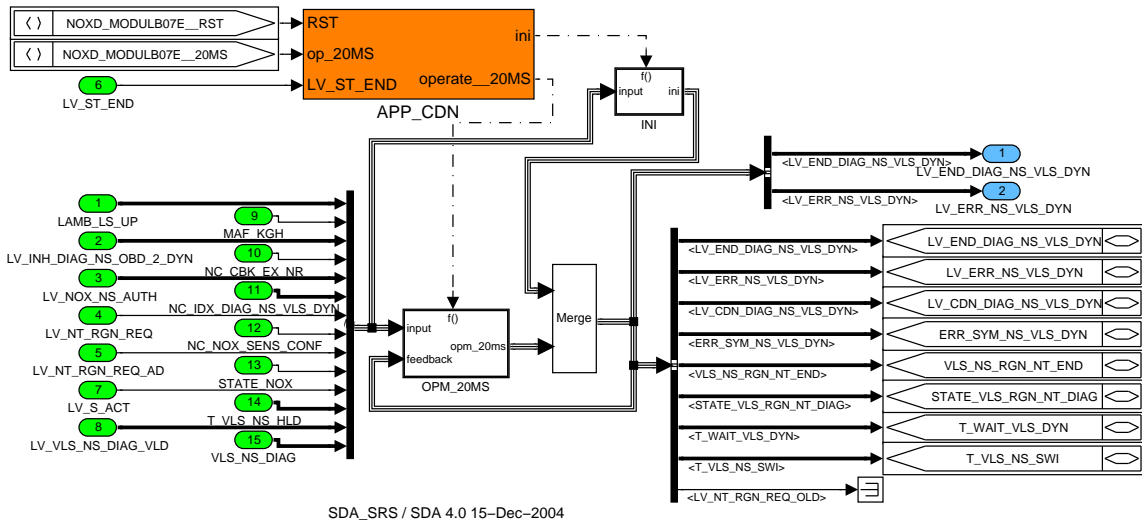 NOXD_MODULB07E__RST
NOXD_MODULB07E__20MS
6
LV_ST_END
RST
op_20MS
LV_ST_END
ini
operate__20MS
APP_CDN
f()
input
ini
INI
1
LAMB_LS_UP
9
MAF_KGH
2
LV_INH_DIAG_NS_OBD_2_DYN
10
NC_CBK_EX_NR
3
LV_NOX_NS_AUTH
11
NC_IDX_DIAG_NS_VLS_DYN
4
LV_NT_RGN_REQ
12
NC_NOX_SENS_CONF
5
LV_NT_RGN_REQ_AD
13
STATE_NOX
7
LV_S_ACT
14
T_VLS_NS_HLD
8
LV_VLS_NS_DIAG_VLD
15
VLS_NS_DIAG
f()
input
feedback
opm_20ms
OPM_20MS
Merge
<LV_END_DIAG_NS_VLS_DYN>
1
LV_END_DIAG_NS_VLS_DYN
<LV_ERR_NS_VLS_DYN>
2
LV_ERR_NS_VLS_DYN
<LV_END_DIAG_NS_VLS_DYN>
LV_END_DIAG_NS_VLS_DYN
<LV_ERR_NS_VLS_DYN>
LV_ERR_NS_VLS_DYN
<LV_CDN_DIAG_NS_VLS_DYN>
LV_CDN_DIAG_NS_VLS_DYN
<ERR_SYM_NS_VLS_DYN>
ERR_SYM_NS_VLS_DYN
<VLS_NS_RGN_NT_END>
VLS_NS_RGN_NT_END
<STATE_VLS_RGN_NT_DIAG>
STATE_VLS_RGN_NT_DIAG
<T_WAIT_VLS_DYN>
T_WAIT_VLS_DYN
<T_VLS_NS_SWI>
T_VLS_NS_SWI
<LV_NT_RGN_REQ_OLD>
SDA_SRS / SDA 4.0 15-Dec-2004